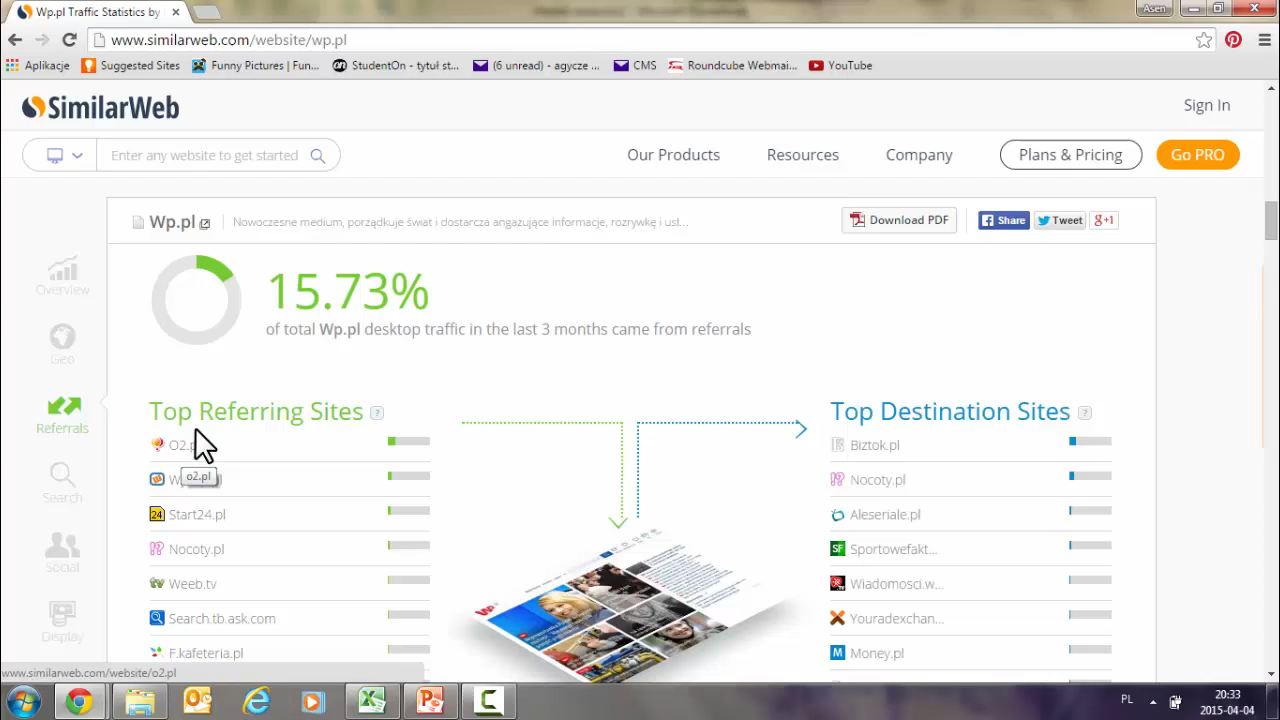 Wp.pl Traffic Statistics by
Asen
www.similarweb.com/website/wp.pl
Aplikacje Suggested Sites Funny Pictures | Fun... StudentOn - tytuł st... (6 unread) - agycze ... CMS Roundcube Webmai... YouTube
SimilarWeb
Sign In
Enter any website to get started
Our Products Resources Company Plans & Pricing Go PRO
Wp.pl Nowoczesne medium, porządkuje świat i dostarcza angażujące informacje, rozrywkę i usł...
Download PDF Share Tweet g+1
Overview
Geo
Referrals
Search
Social
Display
15.73%
of total Wp.pl desktop traffic in the last 3 months came from referrals
Top Referring Sites ?
o2.pl
24 Start24.pl
Nocoty.pl
Weeb.tv
Search.tb.ask.com
F.kafeteria.pl
Top Destination Sites ?
Biztok.pl
Nocoty.pl
Aleseriale.pl
SF Sportowefakt...
Wiadomosci.w...
Youradexchan...
M Money.pl
Wp
www.similarweb.com/website/o2.pl
PL
20:33
2015-04-04